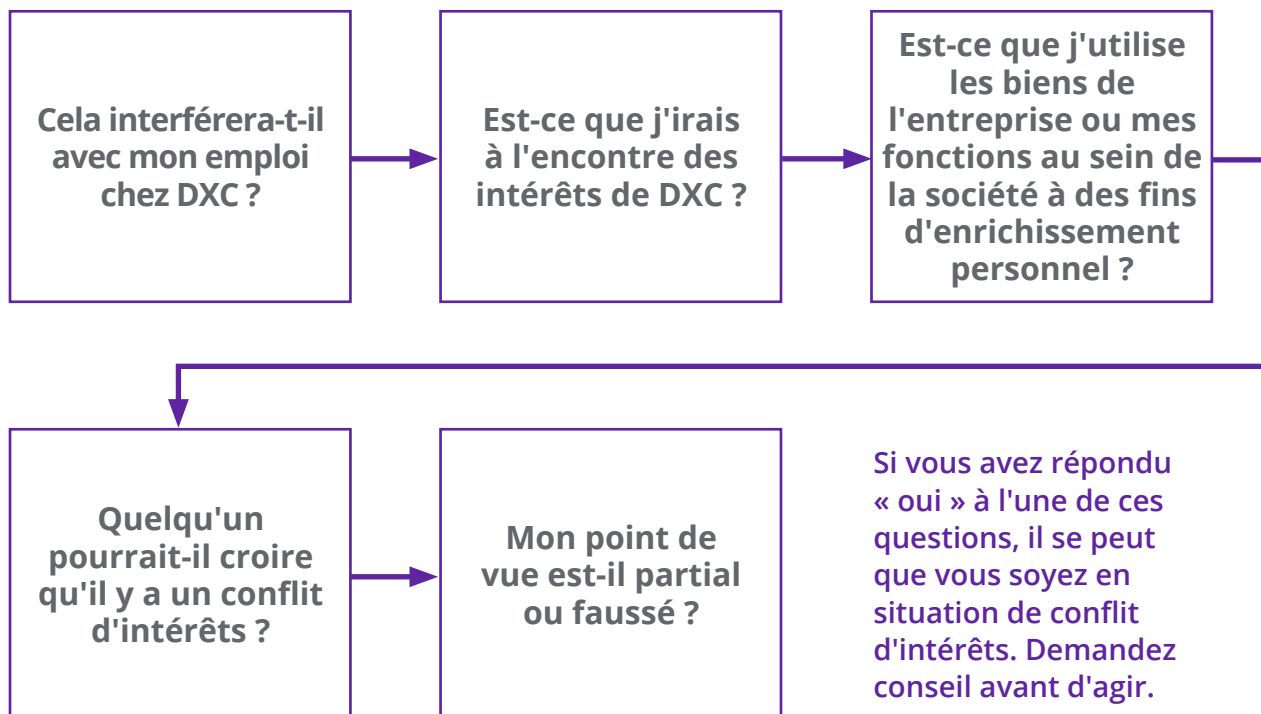 Cela interférera-t-il
avec mon emploi
chez DXC ?
Est-ce que j'irais
à l'encontre des
intérêts de DXC ?
Est-ce que j'utilise
les biens de
l'entreprise ou mes
fonctions au sein de
la société à des fins
d'enrichissement
personnel ?
Quelqu'un
pourrait-il croire
qu'il y a un conflit
d'intérêts ?
Mon point de
vue est-il partial
ou faussé ?
Si vous avez répondu
« oui » à l'une de ces
questions, il se peut
que vous soyez en
situation de conflit
d'intérêts. Demandez
conseil avant d'agir.